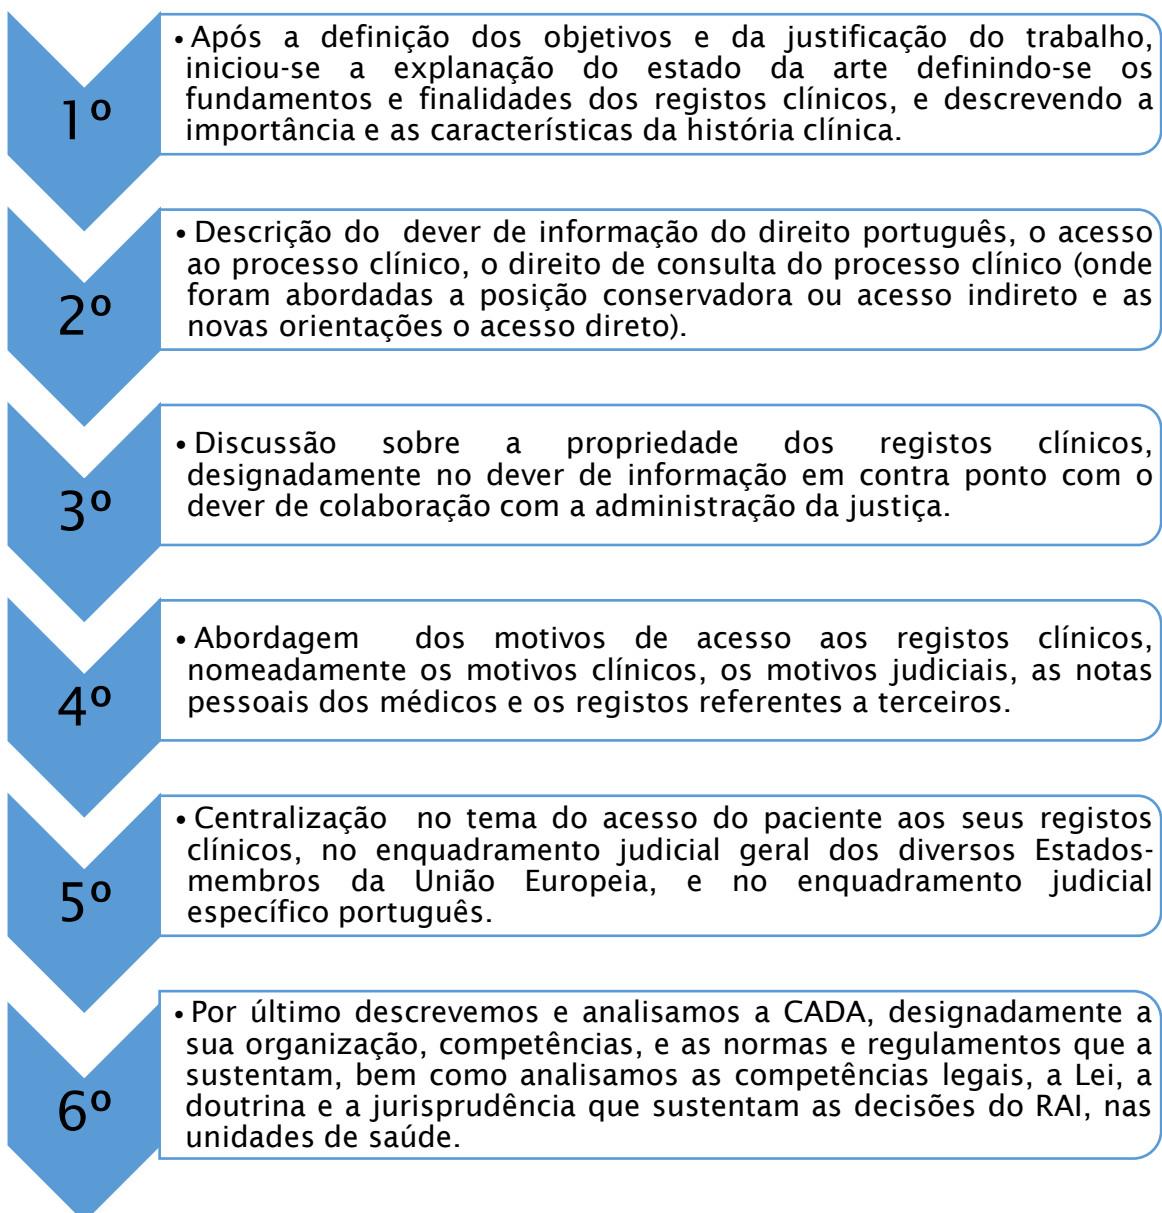 1º
• Após a definição dos objetivos e da justificação do trabalho,
iniciou-se a explanação do estado da arte definindo-se os
fundamentos e finalidades dos registos clínicos, e descrevendo a
importância e as características da história clínica.
2º
• Descrição do dever de informação do direito português, o acesso
ao processo clínico, o direito de consulta do processo clínico (onde
foram abordadas a posição conservadora ou acesso indireto e as
novas orientações o acesso direto).
3º
• Discussão sobre a propriedade dos registos clínicos,
designadamente no dever de informação em contra ponto com o
dever de colaboração com a administração da justiça.
4º
• Abordagem dos motivos de acesso aos registos clínicos,
nomeadamente os motivos clínicos, os motivos judiciais, as notas
pessoais dos médicos e os registos referentes a terceiros.
5º
• Centralização no tema do acesso do paciente aos seus registos
clínicos, no enquadramento judicial geral dos diversos Estados-
membros da União Europeia, e no enquadramento judicial
específico português.
6º
• Por último descrevemos e analisamos a CADA, designadamente a
sua organização, competências, e as normas e regulamentos que a
sustentam, bem como analisamos as competências legais, a Lei, a
doutrina e a jurisprudência que sustentam as decisões do RAI, nas
unidades de saúde.